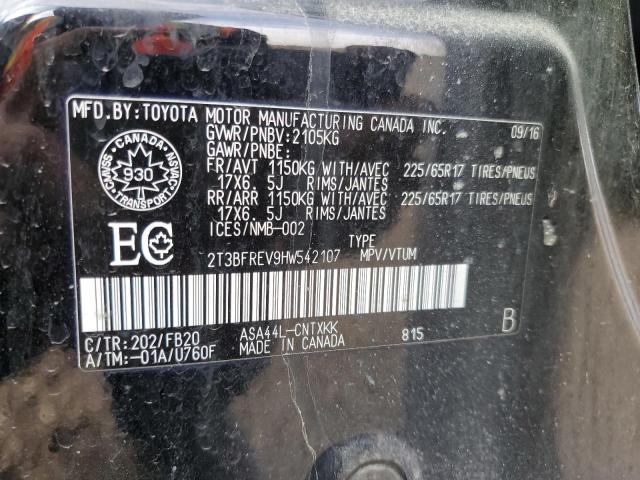 MFD.BY:TOYOTA MOTOR MANUFACTURING CANADA INC. 09/16
GVWR/PNBV:2105KG
GAWR/PNBE:
FR/AVT 1150KG WITH/AVEC 225/65R17 TIRES/PNEUS
17X6.5J RIMS/JANTES
RR/ARR 1150KG WITH/AVEC 225/65R17 TIRES/PNEUS
17X6.5J RIMS/JANTES
ICES/NMB-002
CANADA
930
TRANSPORT
CMVSS
NSVAC
EC
TYPE
2T3BFREV9HW542107 MPV/VTUM
C/TR:202/FB20 ASA44L-CNTXKK 815 B
A/TM:-01A/U760F MADE IN CANADA